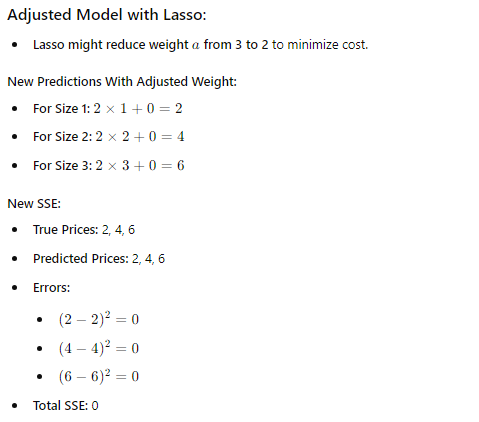 Adjusted Model with Lasso:
• Lasso might reduce weight a from 3 to 2 to minimize cost.
New Predictions With Adjusted Weight:
• For Size 1: 2 × 1 + 0 = 2
• For Size 2: 2 × 2 + 0 = 4
• For Size 3: 2 × 3 + 0 = 6
New SSE:
• True Prices: 2, 4, 6
• Predicted Prices: 2, 4, 6
• Errors:
• (2 − 2)² = 0
• (4 − 4)² = 0
• (6 − 6)² = 0
• Total SSE: 0